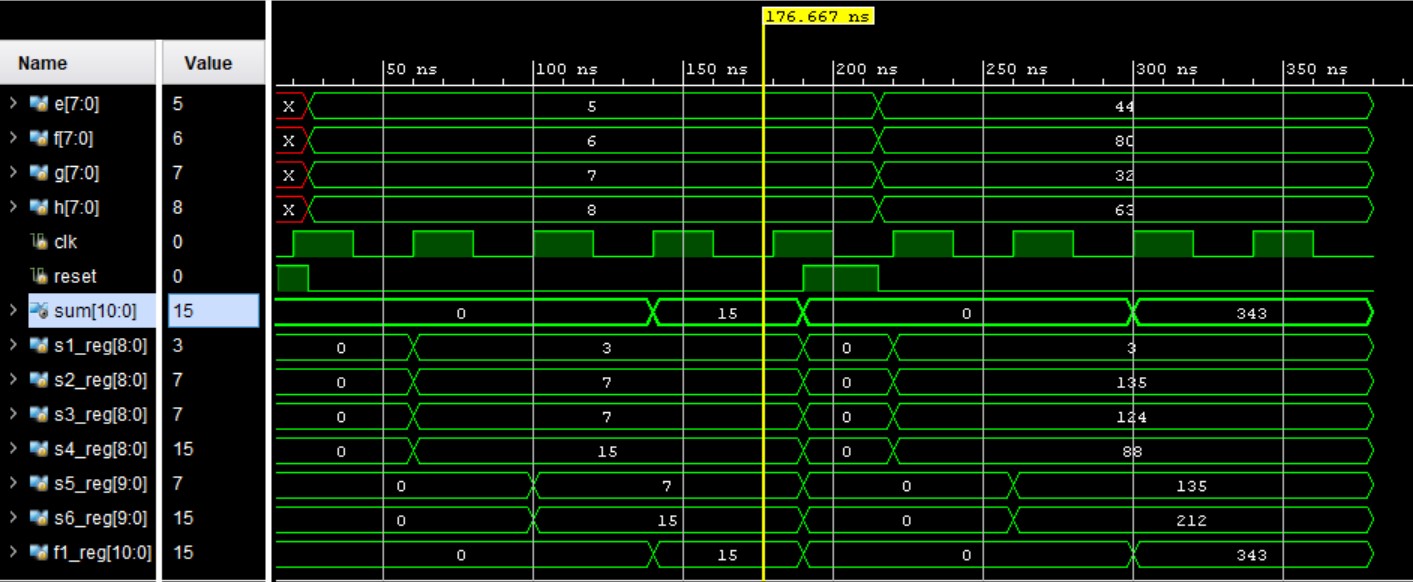 176.667 ns
Name Value
50 ns 100 ns 150 ns 200 ns 250 ns 300 ns 350 ns
e[7:0] 5 X 5 44
f[7:0] 6 X 6 80
g[7:0] 7 X 7 32
h[7:0] 8 X 8 63
clk 0
reset 0
sum[10:0] 15 0 15 0 343
s1_reg[8:0] 3 0 3 0 3
s2_reg[8:0] 7 0 7 0 135
s3_reg[8:0] 7 0 7 0 124
s4_reg[8:0] 15 0 15 0 88
s5_reg[9:0] 7 0 7 0 135
s6_reg[9:0] 15 0 15 0 212
f1_reg[10:0] 15 0 15 0 343